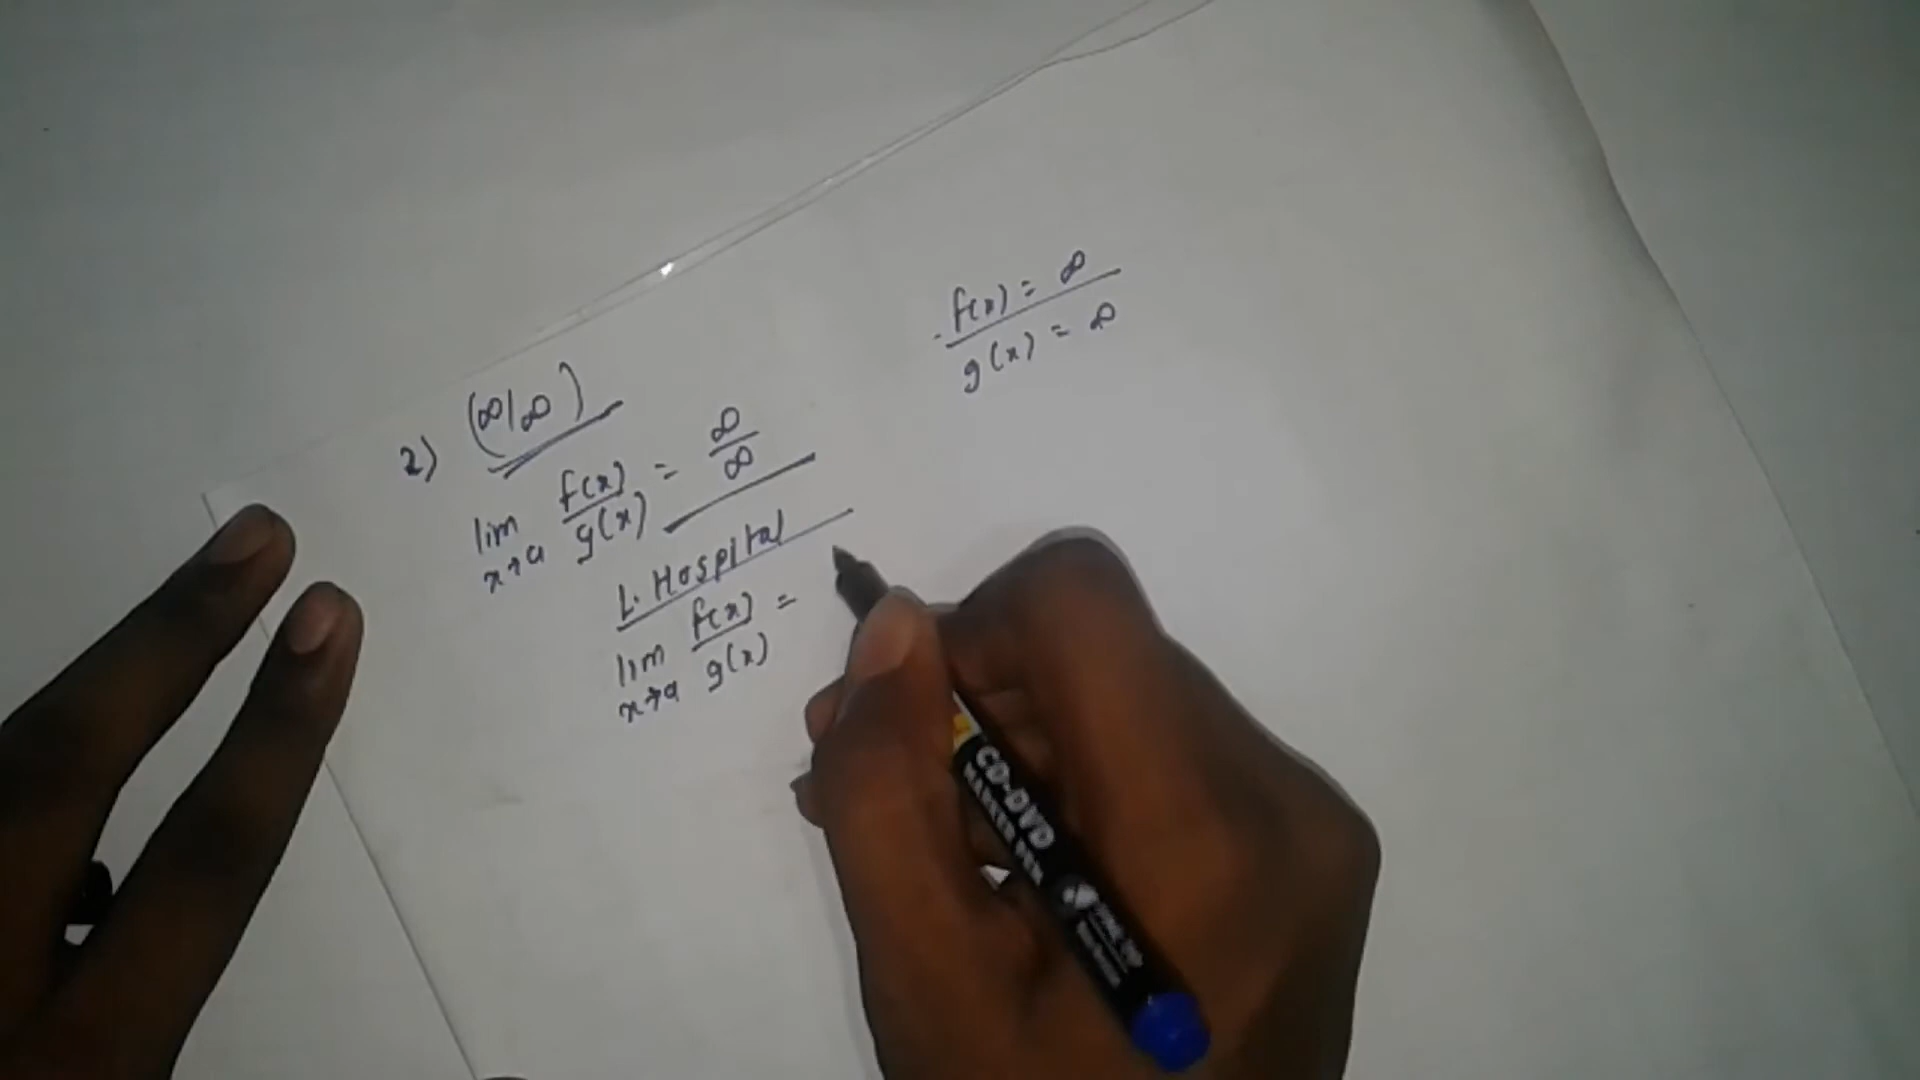 2) (∞/∞)
lim x→a f(x)/g(x) = ∞/∞
L. Hospital
lim x→a f(x)/g(x) =
f(x) = ∞
g(x) = ∞
CD-DVD
MARKER PEN